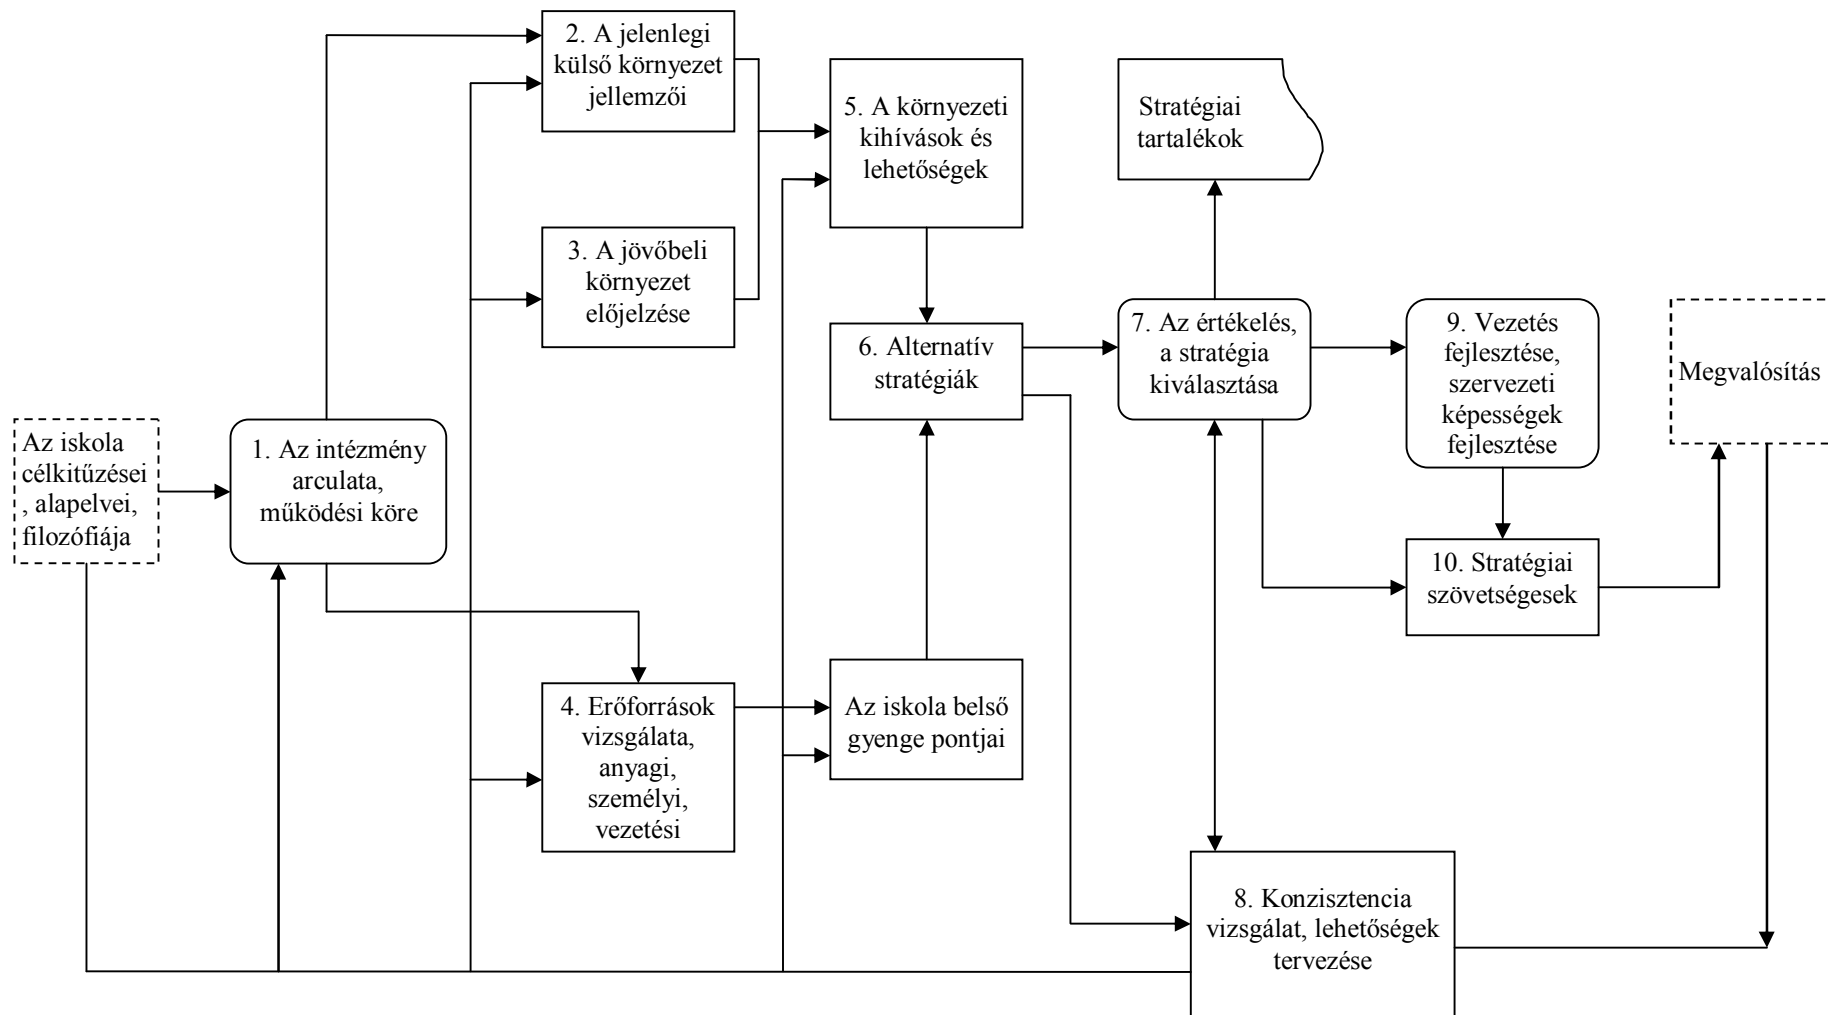 2. A jelenlegi
külső környezet
jellemzői
5. A környezeti
kihívások és
lehetőségek
Stratégiai
tartalékok
3. A jövőbeli
környezet
előjelzése
6. Alternatív
stratégiák
7. Az értékelés,
a stratégia
kiválasztása
9. Vezetés
fejlesztése,
szervezeti
képességek
fejlesztése
Megvalósítás
Az iskola
célkitűzései
, alapelvei,
filozófiája
1. Az intézmény
arculata,
működési köre
10. Stratégiai
szövetségesek
4. Erőforrások
vizsgálata,
anyagi,
személyi,
vezetési
Az iskola belső
gyenge pontjai
8. Konzisztencia
vizsgálat, lehetőségek
tervezése